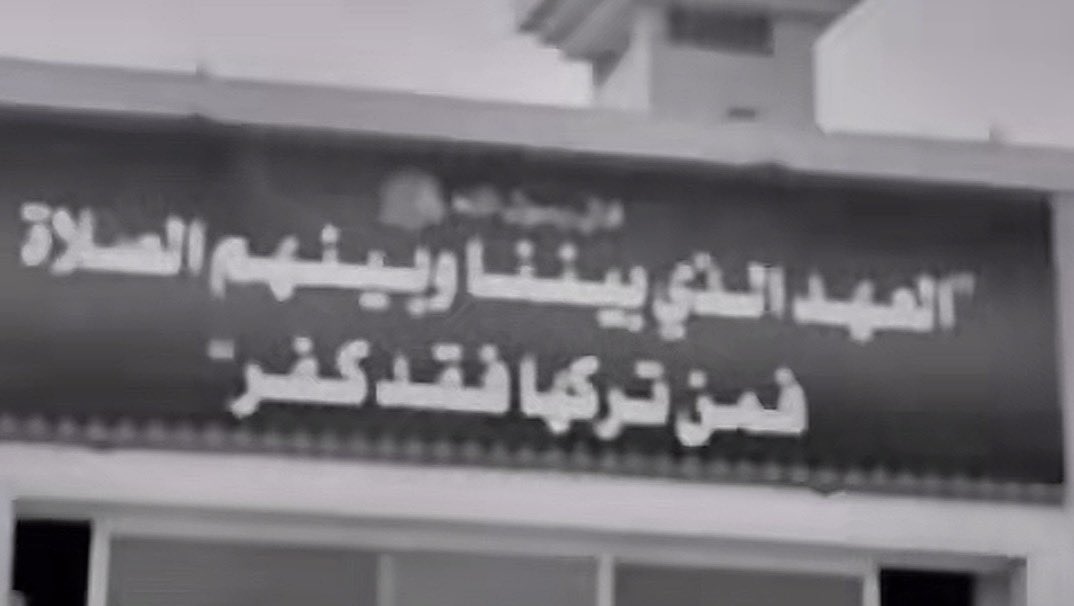 "العهد الذي بيننا وبينهم الصلاة
فمن تركها فقد كفر"